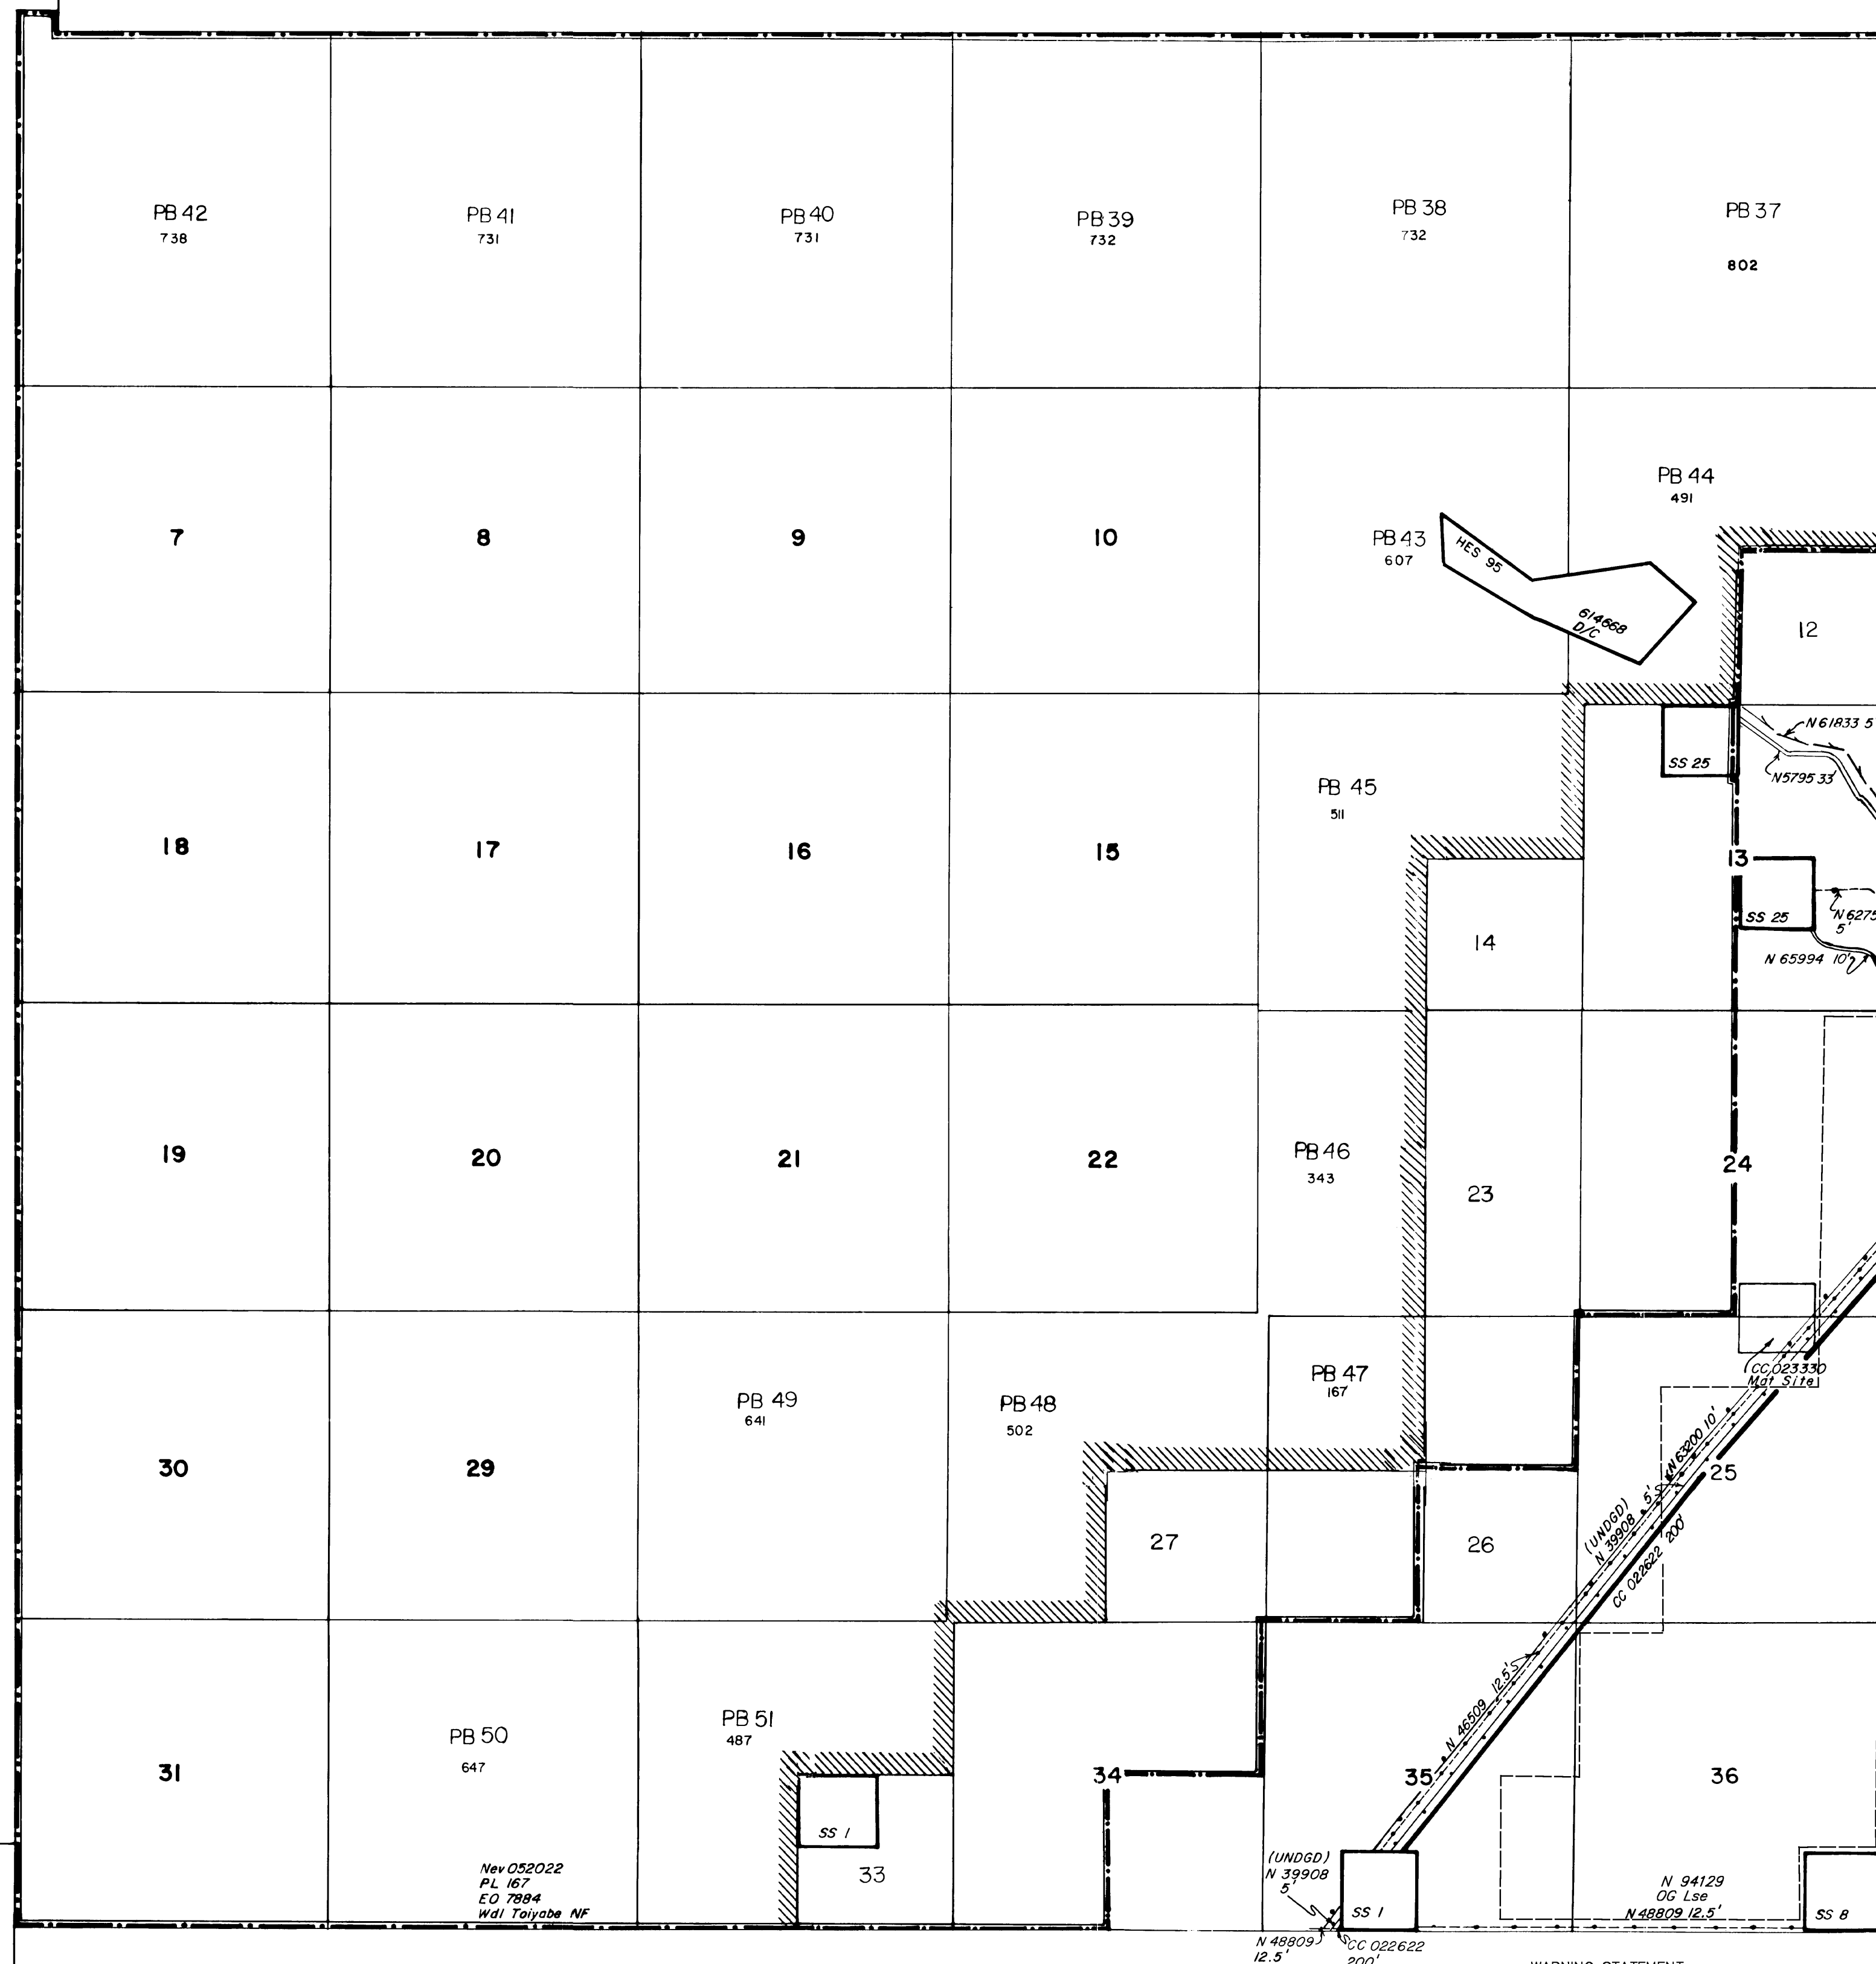 PB 42
738
PB 41
731
PB 40
731
PB 39
732
PB 38
732
PB 37
802
PB 44
491
7
8
9
10
PB 43
607
HES 95
614668
D/C
12
N 61833 5
SS 25
N5795 33'
PB 45
511
18
17
16
15
13
14
SS 25
N 6275
5'
N 65994 10'
19
20
21
22
PB 46
343
23
24
CC 023330
Mat Site
PB 49
641
PB 48
502
PB 47
167
30
29
N 63200 10'
25
(UNDGD)
N 39908 5'
CC 022622 200'
27
26
N 46509 12.5'
31
PB 50
647
PB 51
487
34
35
36
SS 1
33
Nev 052022
PL 167
EO 7884
Wdl Toiyabe NF
(UNDGD)
N 39908
5'
SS 1
N 94129
OG Lse
N 48809 12.5'
SS 8
N 48809
12.5'
CC 022622
200'
WARNING STATEMENT